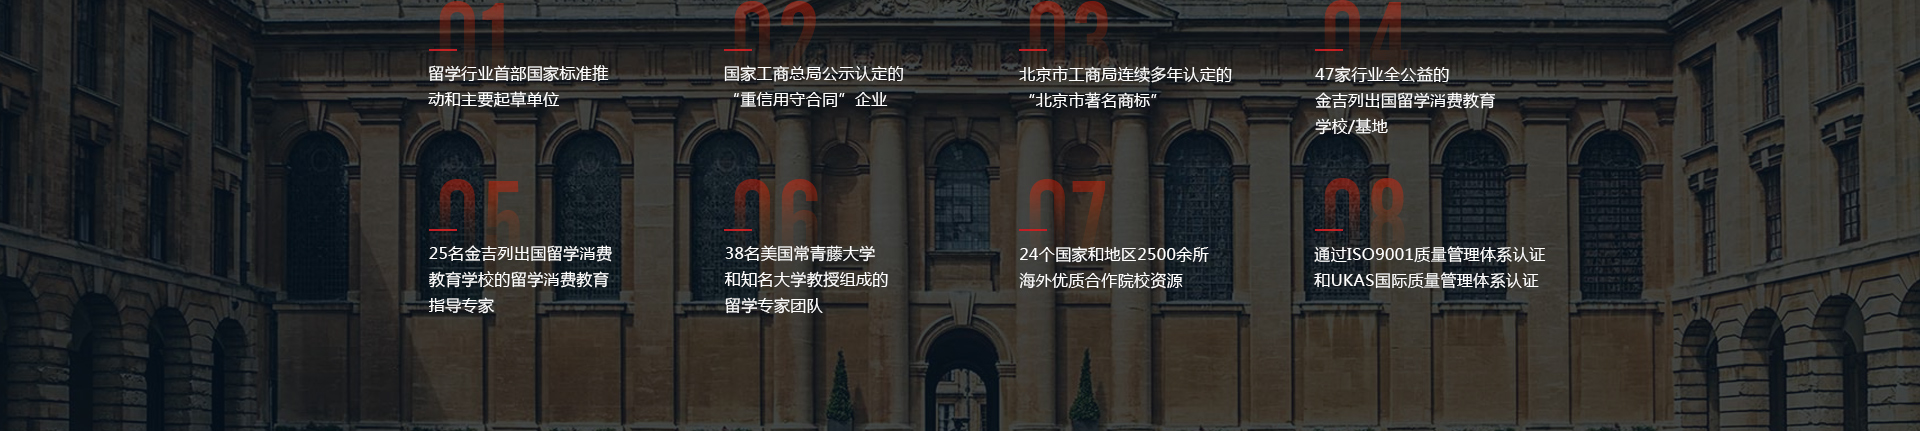 01
留学行业首部国家标准推
动和主要起草单位
02
国家工商总局公示认定的
“重信用守合同”企业
03
北京市工商局连续多年认定的
“北京市著名商标”
04
47家行业全公益的
金吉列出国留学消费教育
学校/基地
05
25名金吉列出国留学消费
教育学校的留学消费教育
指导专家
06
38名美国常青藤大学
和知名大学教授组成的
留学专家团队
07
24个国家和地区2500余所
海外优质合作院校资源
08
通过ISO9001质量管理体系认证
和UKAS国际质量管理体系认证